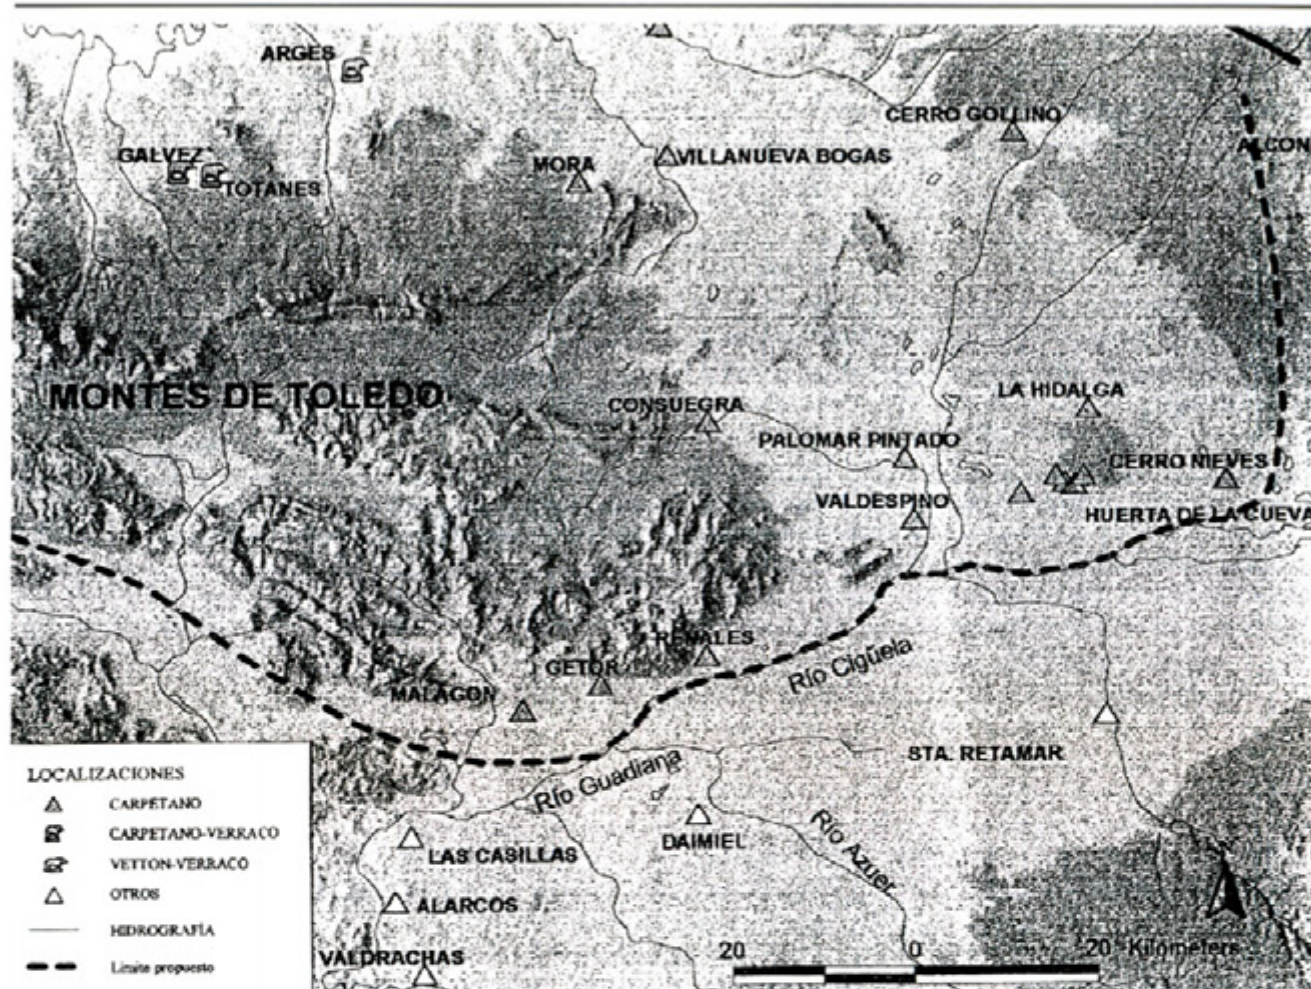 ARGES
CERRO GOLLINO
ALCON
GALVEZ
MORA
VILLANUEVA BOGAS
TOTANES
MONTES DE TOLEDO
CONSUEGRA
LA HIDALGA
PALOMAR PINTADO
CERRO NIEVES
VALDESPINO
HUERTA DE LA CUEVA
RENALES
GETOR
Río Cigüela
MALAGON
STA. RETAMAR
Río Guadiana
DAIMIEL
Río Azuer
LAS CASILLAS
ALARCOS
VALDRACHAS
LOCALIZACIONES
CARPETANO
CARPETANO-VERRACO
VETTON-VERRACO
OTROS
HIDROGRAFÍA
Limite propuesto
20 0 20 Kilometers